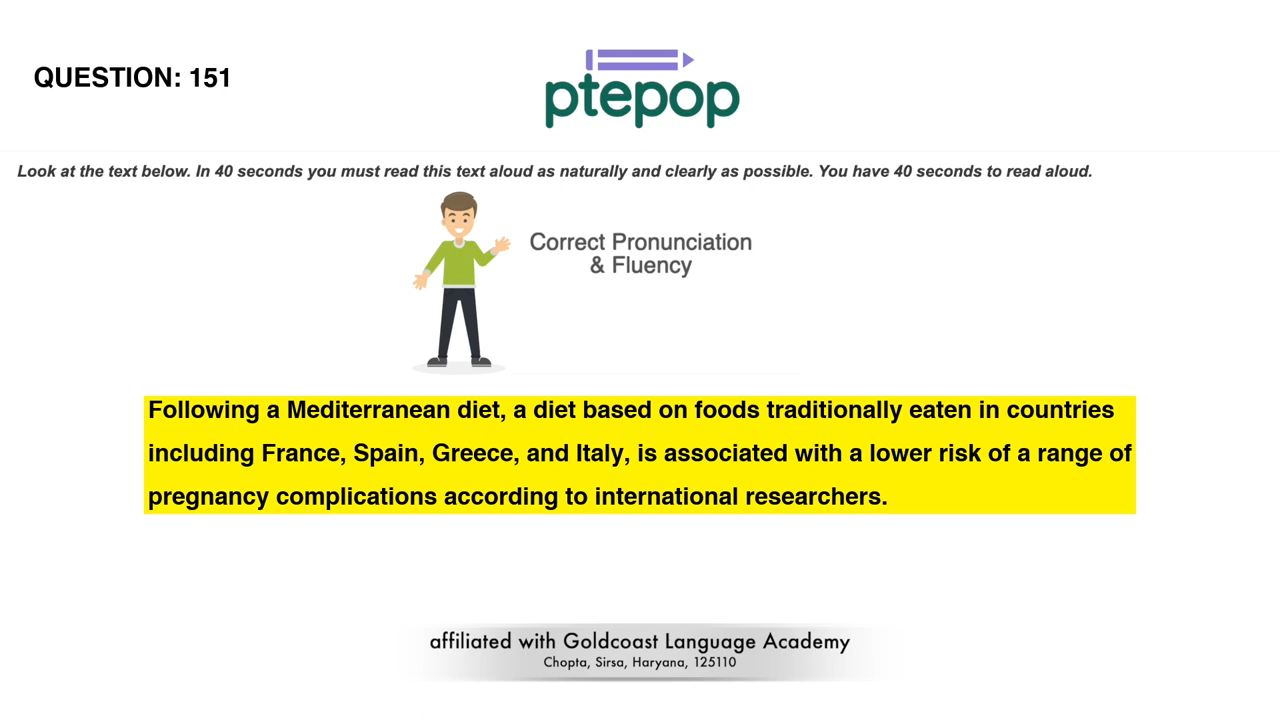 QUESTION: 151
ptepop
Look at the text below. In 40 seconds you must read this text aloud as naturally and clearly as possible. You have 40 seconds to read aloud.
Correct Pronunciation
& Fluency
Following a Mediterranean diet, a diet based on foods traditionally eaten in countries
including France, Spain, Greece, and Italy, is associated with a lower risk of a range of
pregnancy complications according to international researchers.
affiliated with Goldcoast Language Academy
Chopta, Sirsa, Haryana, 125110